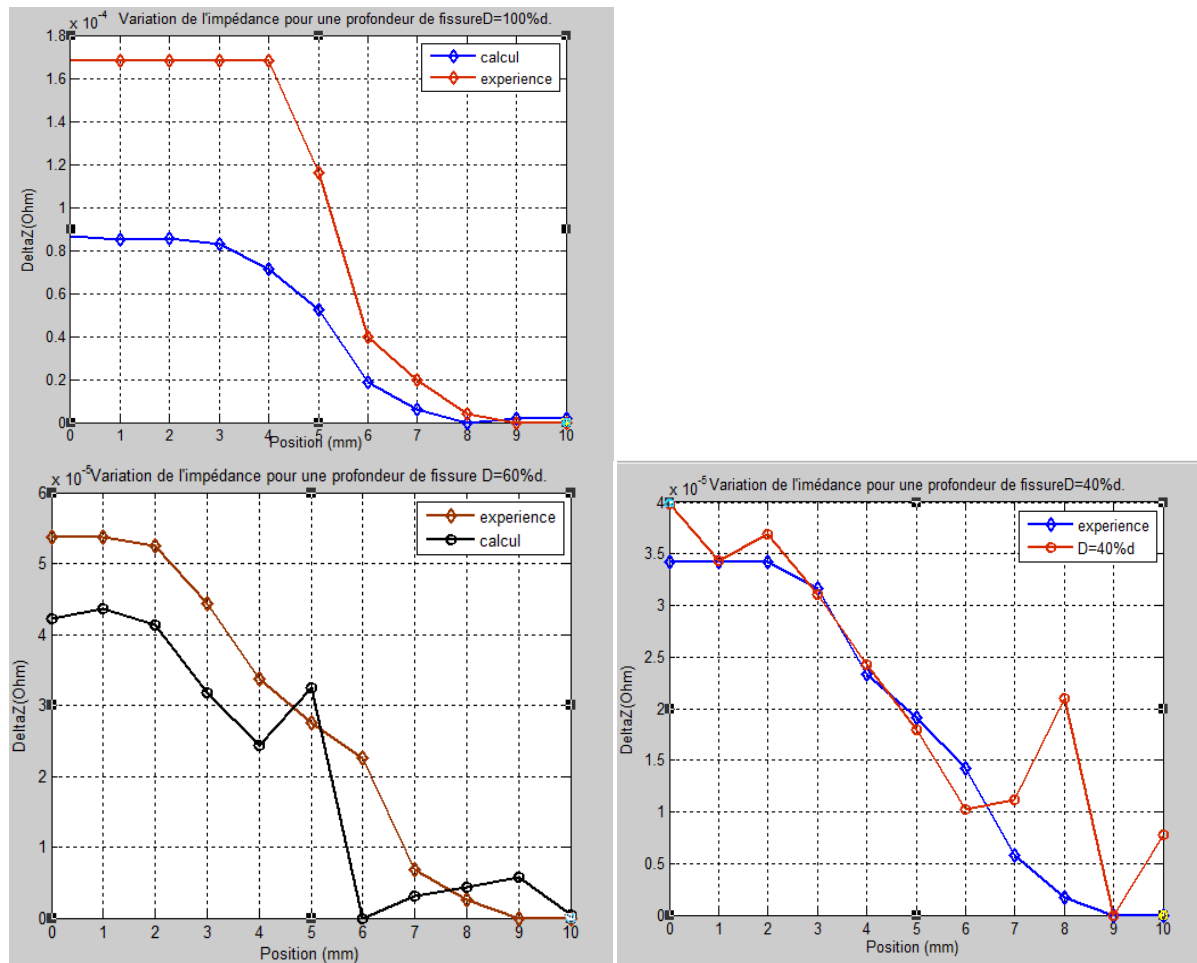 x 10-4 Variation de l'impédance pour une profondeur de fissureD=100%d.
1.8
1.6
1.4
1.2
1
0.8
0.6
0.4
0.2
0
DeltaZ(Ohm)
calcul
experience
0 1 2 3 4 5 6 7 8 9 10
Position (mm)
x 10-5 Variation de l'impédance pour une profondeur de fissure D=60%d.
6
5
4
3
2
1
0
DeltaZ(Ohm)
experience
calcul
0 1 2 3 4 5 6 7 8 9 10
Position (mm)
x 10-5 Variation de l'imédance pour une profondeur de fissureD=40%d.
4
3.5
3
2.5
2
1.5
1
0.5
0
DeltaZ(Ohm)
experience
D=40%d
0 1 2 3 4 5 6 7 8 9 10
Position (mm)